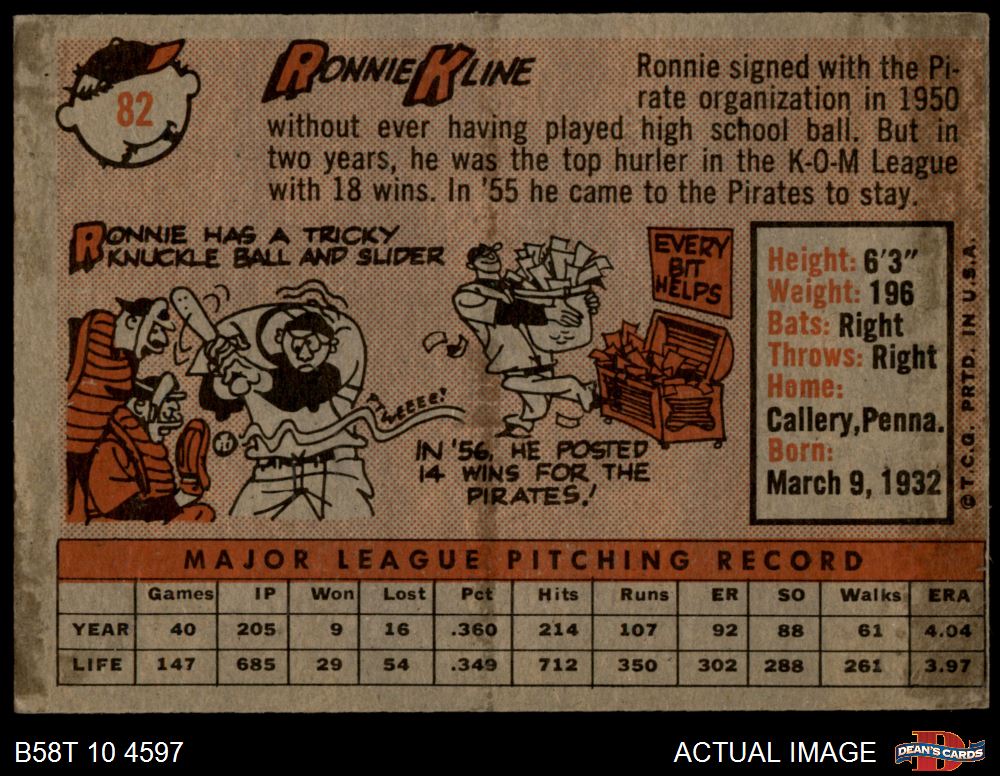 82
RONNIE KLINE
Ronnie signed with the Pi-
rate organization in 1950
without ever having played high school ball. But in
two years, he was the top hurler in the K-O-M League
with 18 wins. In '55 he came to the Pirates to stay.
RONNIE HAS A TRICKY
KNUCKLE BALL AND SLIDER
WEEEE!
EVERY
BIT
HELPS
IN '56, HE POSTED
14 WINS FOR THE
PIRATES!
Height: 6'3"
Weight: 196
Bats: Right
Throws: Right
Home:
Callery,Penna.
Born:
March 9, 1932
© T.C.G. PRTD. IN U.S.A.
MAJOR LEAGUE PITCHING RECORD
Games IP Won Lost Pct Hits Runs ER SO Walks ERA
YEAR 40 205 9 16 .360 214 107 92 88 61 4.04
LIFE 147 685 29 54 .349 712 350 302 288 261 3.97
B58T 10 4597
ACTUAL IMAGE
DEAN'S CARDS